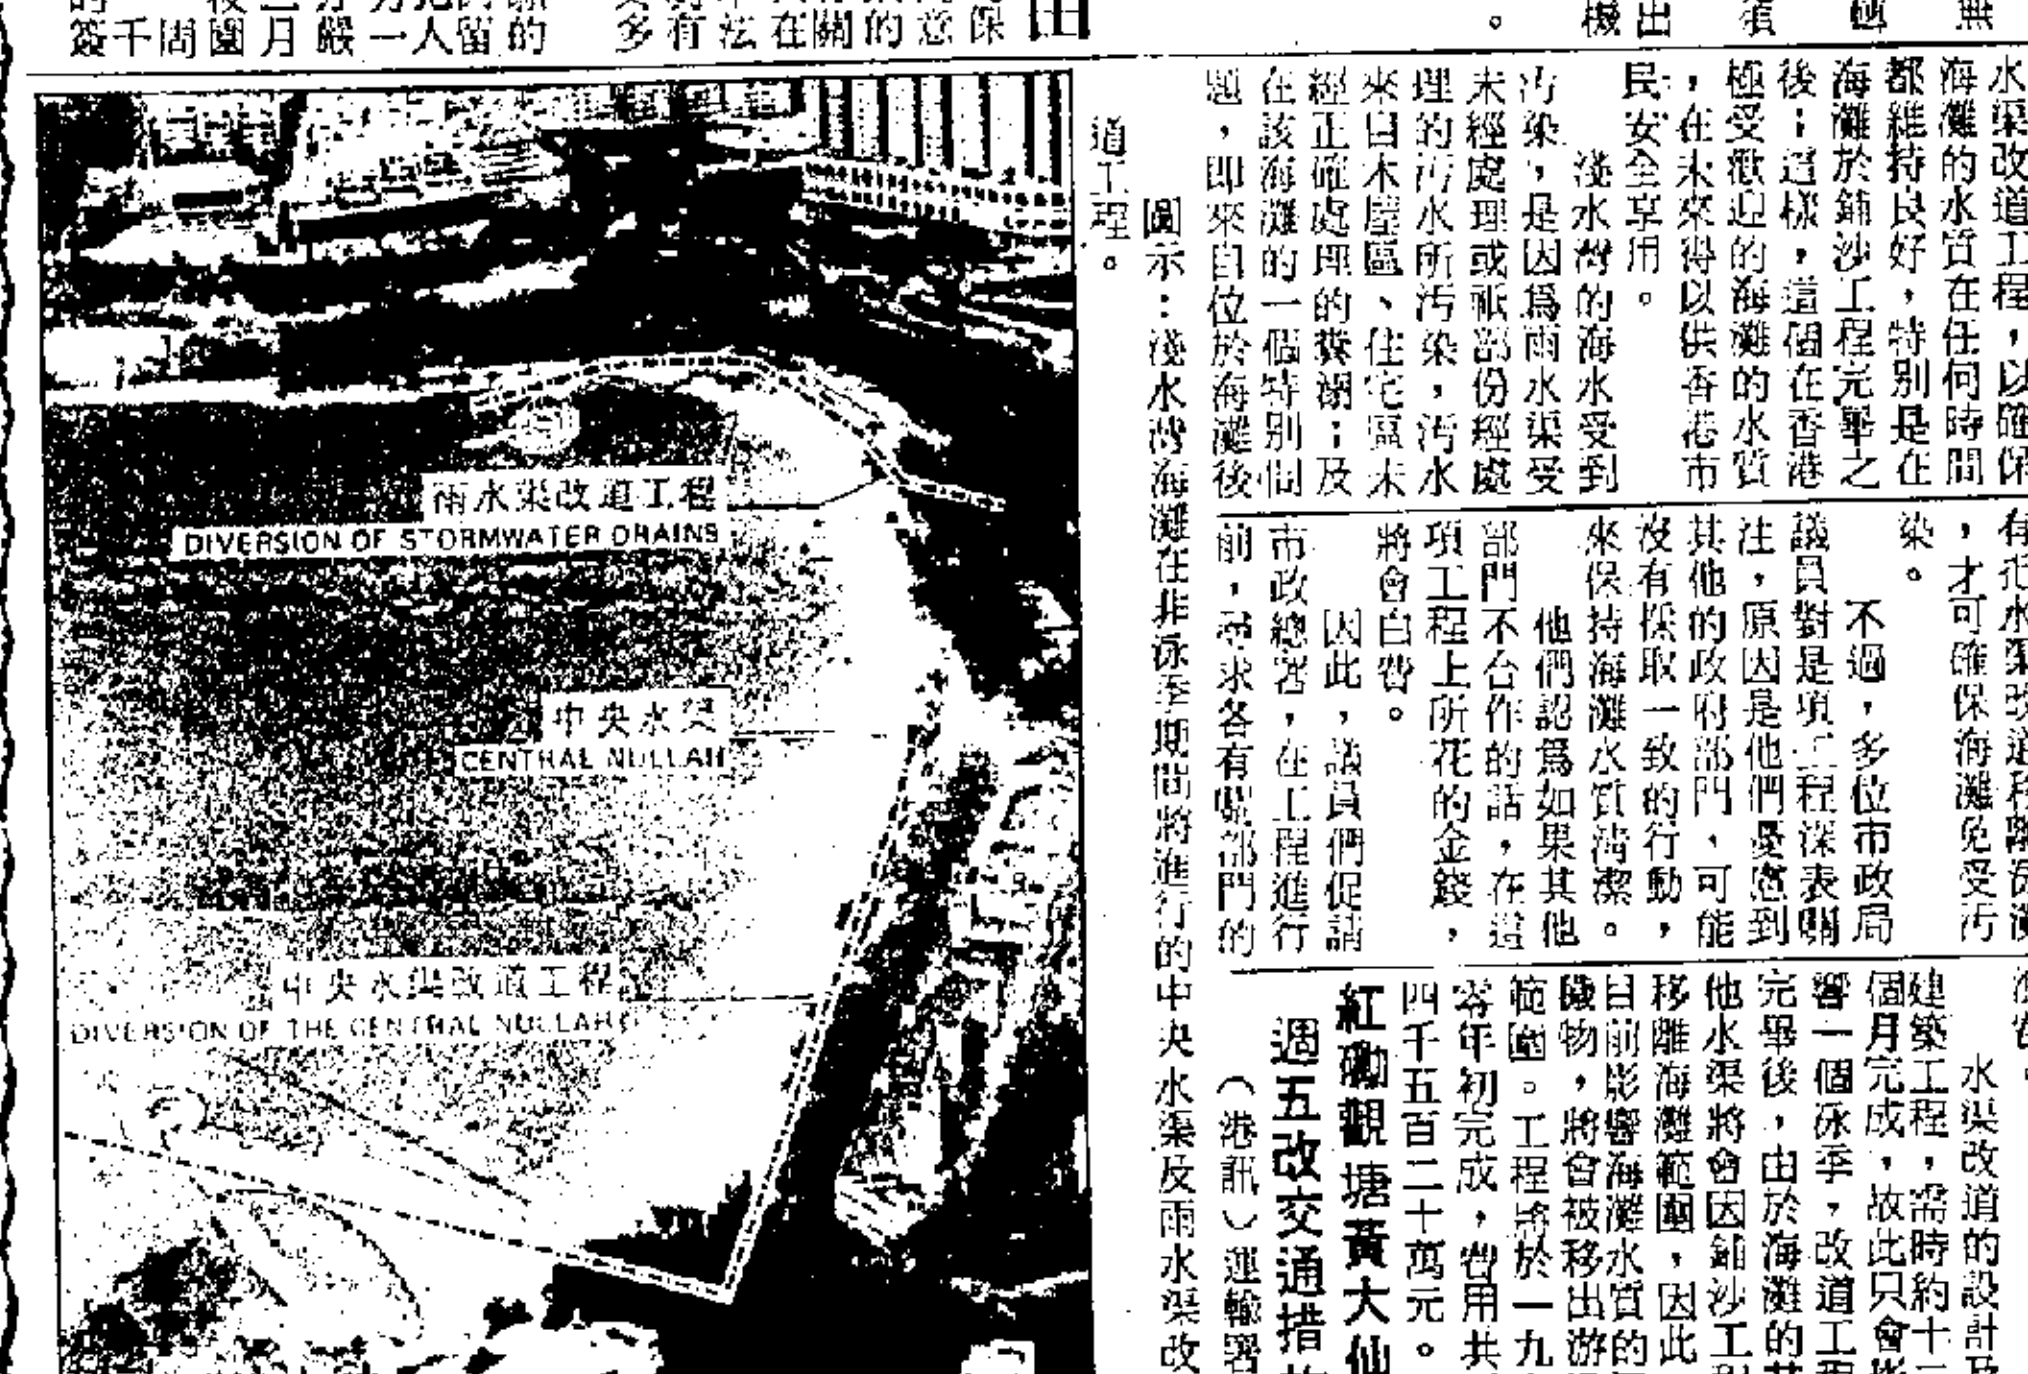 水渠改道工程，以確保
海灘的水質在任何時間
都維持良好，特別是在
海灘於鋪沙工程完畢之
後；這樣，這個在香港
極受歡迎的海灘的水質
，在未來得以供香港市
民安全享用。
淺水灣的海水受到
污染，是因為雨水渠受
未經處理或祇部份經處
理的污水所污染，污水
來自木屋區、住宅區未
經正確處理的糞溺；及
在該海灘的一個特別問
題，即來自位於海灘後
，才可確保海灘免受污
染。
不過，多位市政局
議員對是項工程深表關
注，原因是他們憂慮到
其他的政府部門，可能
沒有採取一致的行動，
來保持海灘水質清潔。
他們認爲如果其他
部門不合作的話，在這
項工程上所花的金錢，
將會白費。
因此，議員們促請
市政總署，在工程進行
前，尋求各有關部門的
水渠改道的設計及
建築工程，需時約十二
個月完成，故此只會影
響一個泳季，改道工程
完畢後，由於海灘的其
他水渠將會因鋪沙工程
移離海灘範圍，因此
目前影響海灘水質的
物，將會被移出游
範圍。工程將於一九
零年初完成，費用共
四千五百二十萬元。
紅磡觀塘黃大仙
週五改交通措
（港訊）運輸署
圖示：淺水灣海灘在非泳季期間將進行的中央水渠及雨水渠改
道工程。
雨水渠改道工程
DIVERSION OF STORMWATER DRAINS
中央水渠
CENTRAL NULLAH
中央水渠改道工程
DIVERSION OF THE CENTRAL NULLAH